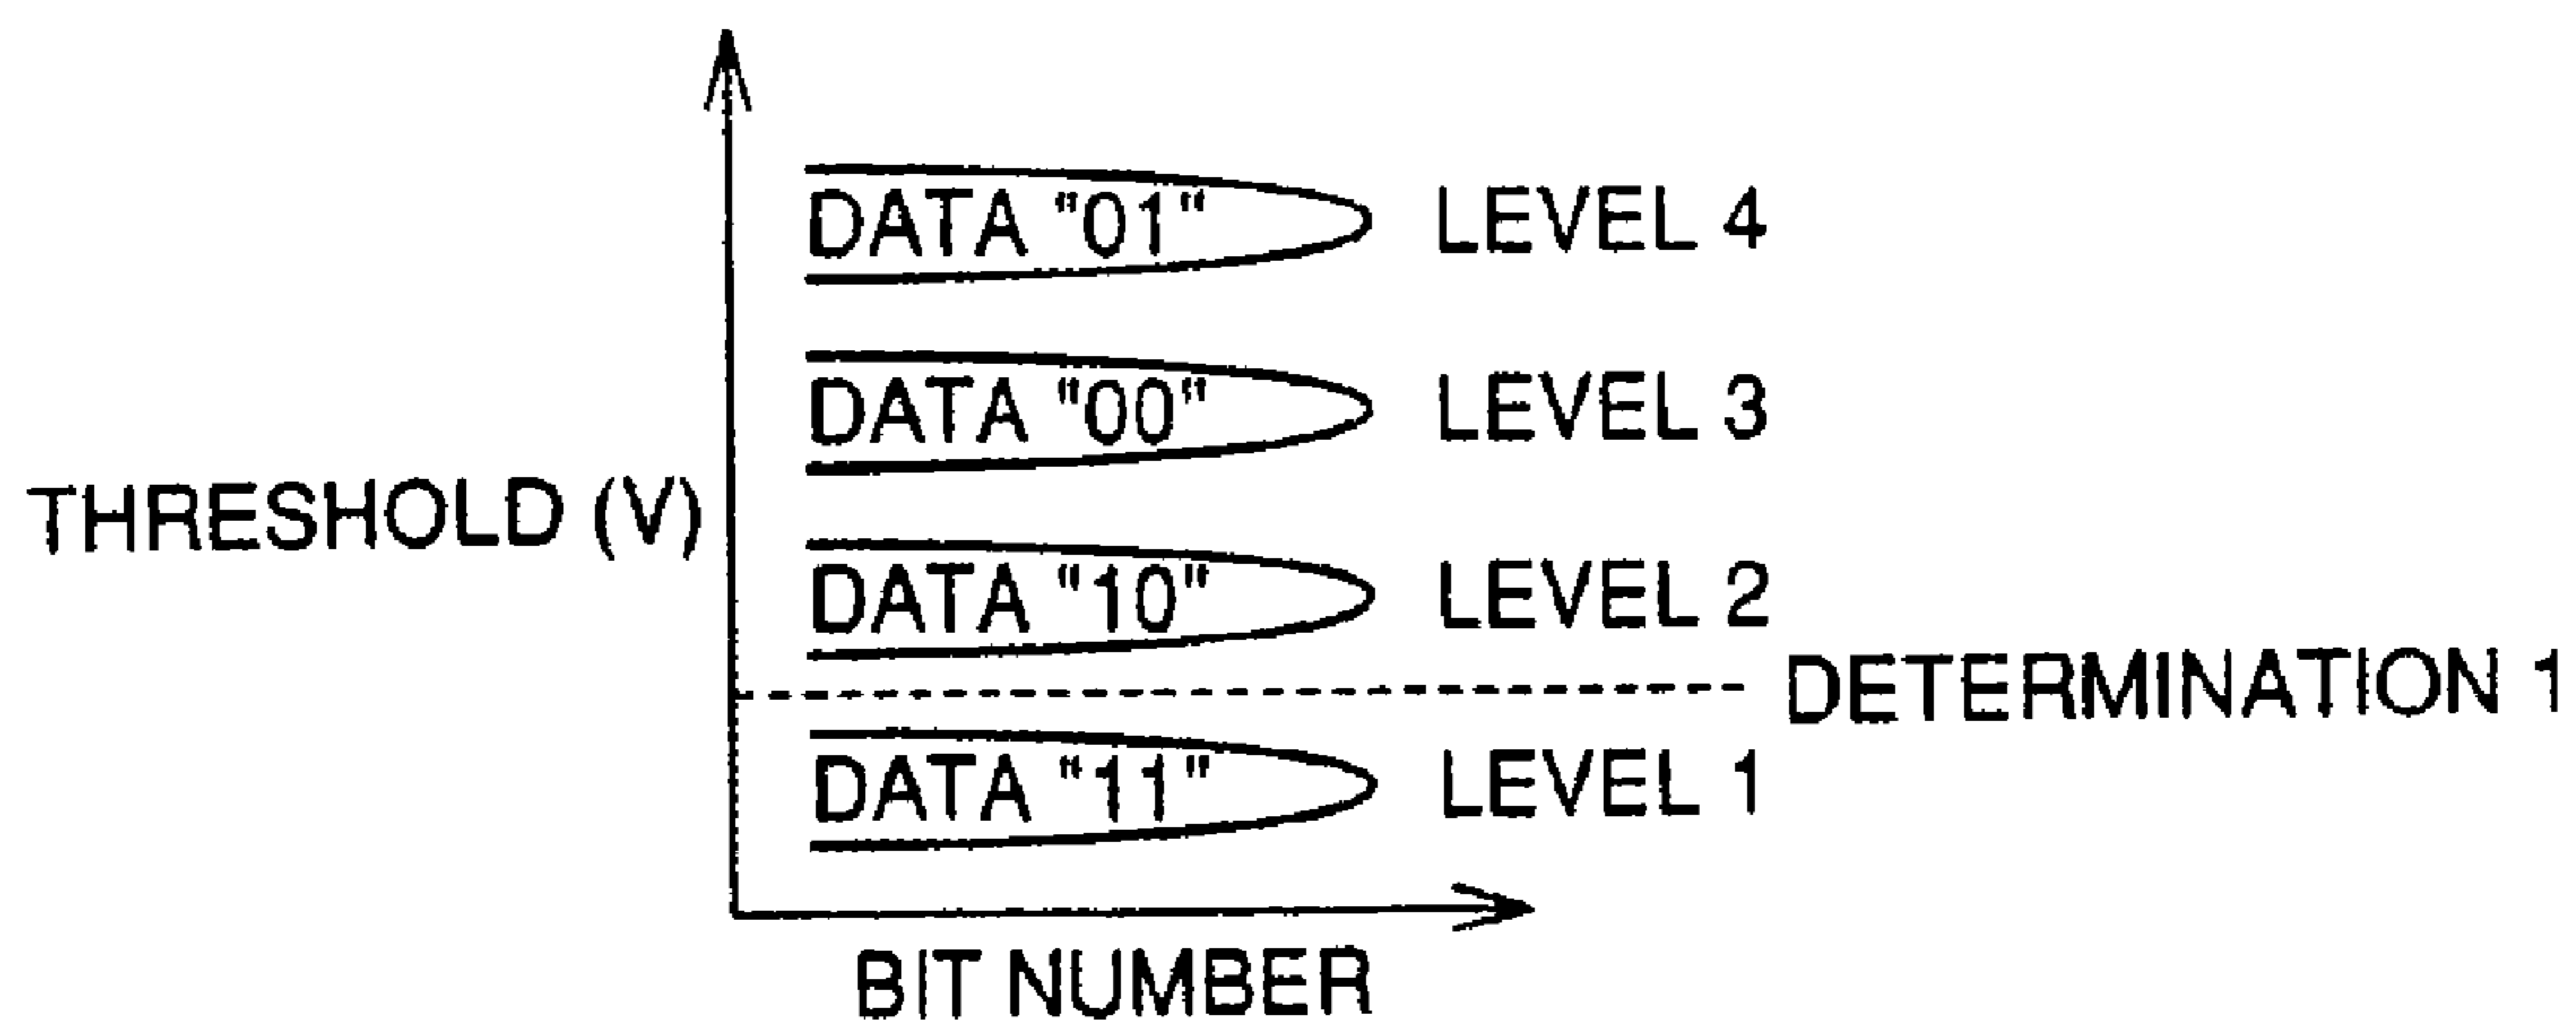 DATA "01" LEVEL 4
DATA "00" LEVEL 3
THRESHOLD (V)
DATA "10" LEVEL 2
DETERMINATION 1
DATA "11" LEVEL 1
BIT NUMBER